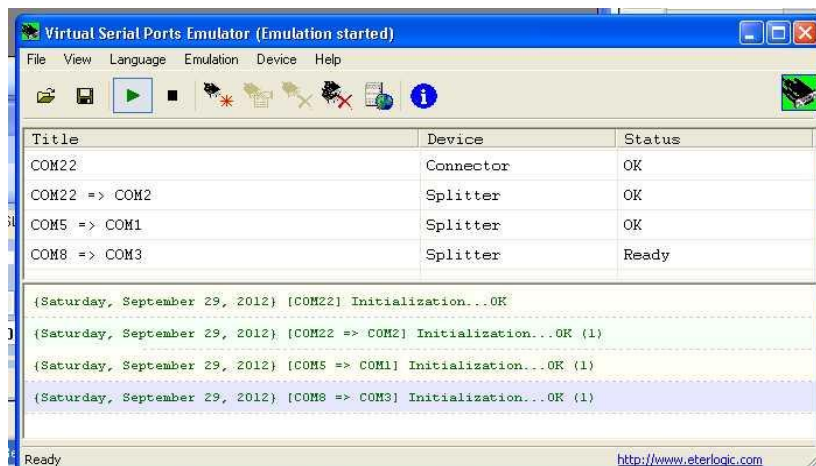 Virtual Serial Ports Emulator (Emulation started)
File View Language Emulation Device Help
Title Device Status
COM22 Connector OK
COM22 => COM2 Splitter OK
COM5 => COM1 Splitter OK
COM8 => COM3 Splitter Ready
{Saturday, September 29, 2012} [COM22] Initialization...OK
{Saturday, September 29, 2012} [COM22 => COM2] Initialization...OK (1)
{Saturday, September 29, 2012} [COM5 => COM1] Initialization...OK (1)
{Saturday, September 29, 2012} [COM8 => COM3] Initialization...OK (1)
Ready http://www.eterlogic.com